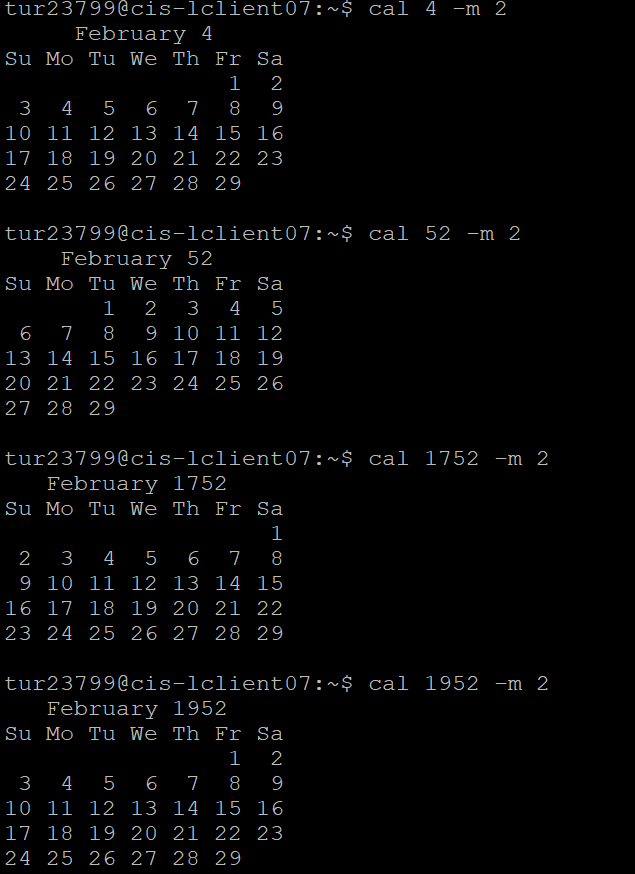 tur23799@cis-lclient07:~$ cal 4 -m 2
     February 4
Su Mo Tu We Th Fr Sa
                1  2
 3  4  5  6  7  8  9
10 11 12 13 14 15 16
17 18 19 20 21 22 23
24 25 26 27 28 29

tur23799@cis-lclient07:~$ cal 52 -m 2
    February 52
Su Mo Tu We Th Fr Sa
       1  2  3  4  5
 6  7  8  9 10 11 12
13 14 15 16 17 18 19
20 21 22 23 24 25 26
27 28 29

tur23799@cis-lclient07:~$ cal 1752 -m 2
   February 1752
Su Mo Tu We Th Fr Sa
                   1
 2  3  4  5  6  7  8
 9 10 11 12 13 14 15
16 17 18 19 20 21 22
23 24 25 26 27 28 29

tur23799@cis-lclient07:~$ cal 1952 -m 2
   February 1952
Su Mo Tu We Th Fr Sa
                1  2
 3  4  5  6  7  8  9
10 11 12 13 14 15 16
17 18 19 20 21 22 23
24 25 26 27 28 29